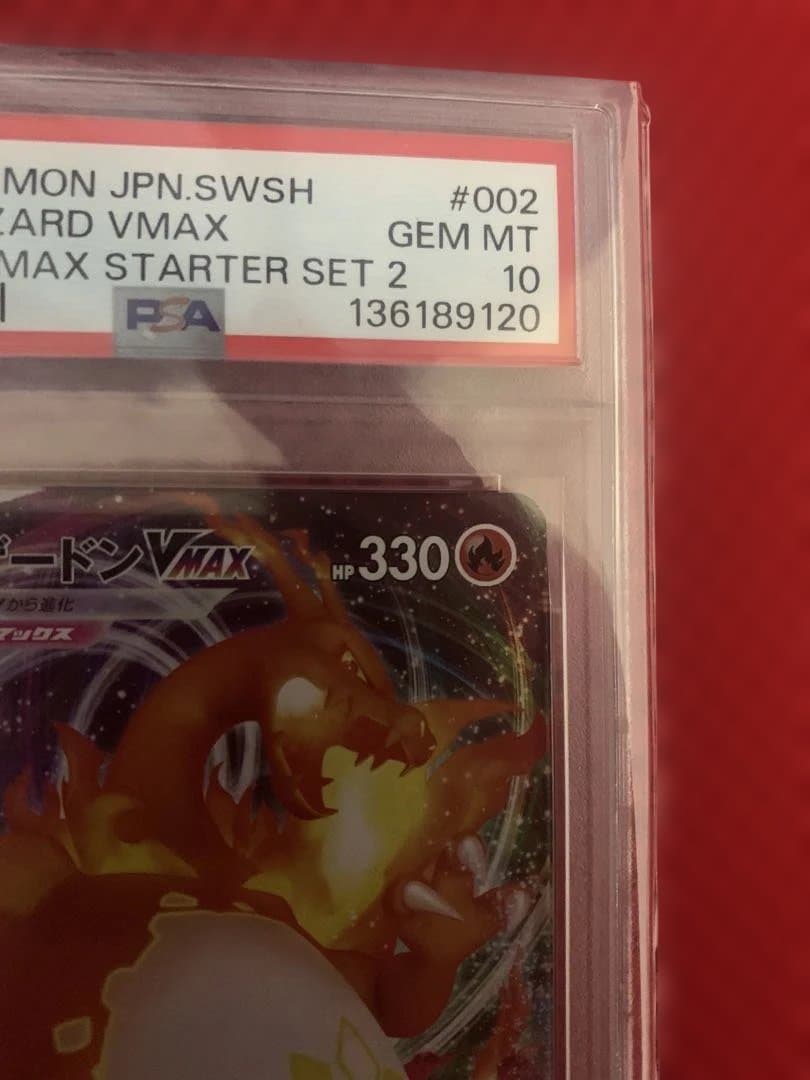 MON JPN.SWSH #002
ZARD VMAX GEM MT
MAX STARTER SET 2 10
PSA 136189120
ードンVMAX HP 330
から進化
マックス